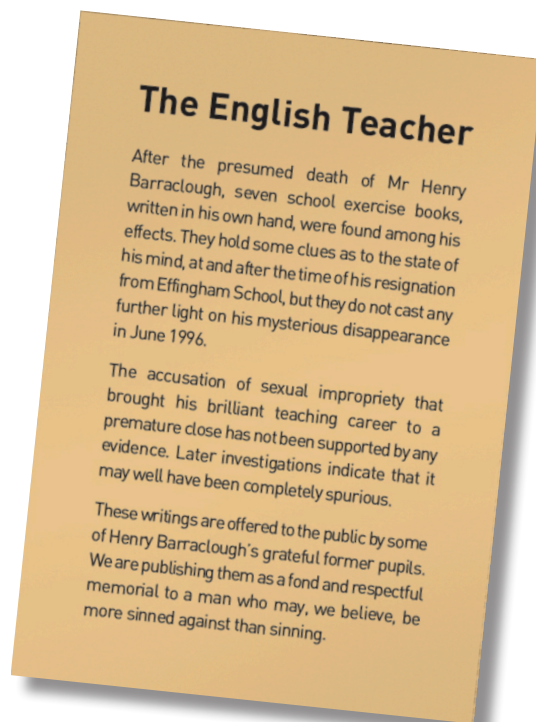 The English Teacher
After the presumed death of Mr Henry
Barraclough, seven school exercise books,
written in his own hand, were found among his
effects. They hold some clues as to the state of
his mind, at and after the time of his resignation
from Effingham School, but they do not cast any
further light on his mysterious disappearance
in June 1996.
The accusation of sexual impropriety that
brought his brilliant teaching career to a
premature close has not been supported by any
evidence. Later investigations indicate that it
may well have been completely spurious.
These writings are offered to the public by some
of Henry Barraclough´s grateful former pupils.
We are publishing them as a fond and respectful
memorial to a man who may, we believe, be
more sinned against than sinning.